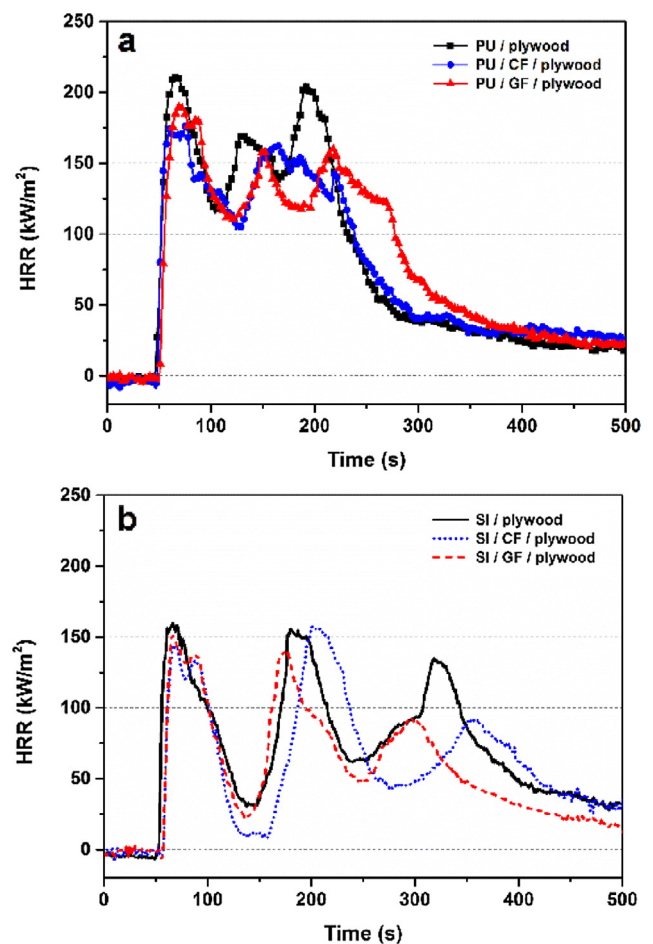 a
PU / plywood
PU / CF / plywood
PU / GF / plywood
250
200
150
100
50
0
HRR (kW/m²)
0 100 200 300 400 500
Time (s)
b
SI / plywood
SI / CF / plywood
SI / GF / plywood
250
200
150
100
50
0
HRR (kW/m²)
0 100 200 300 400 500
Time (s)